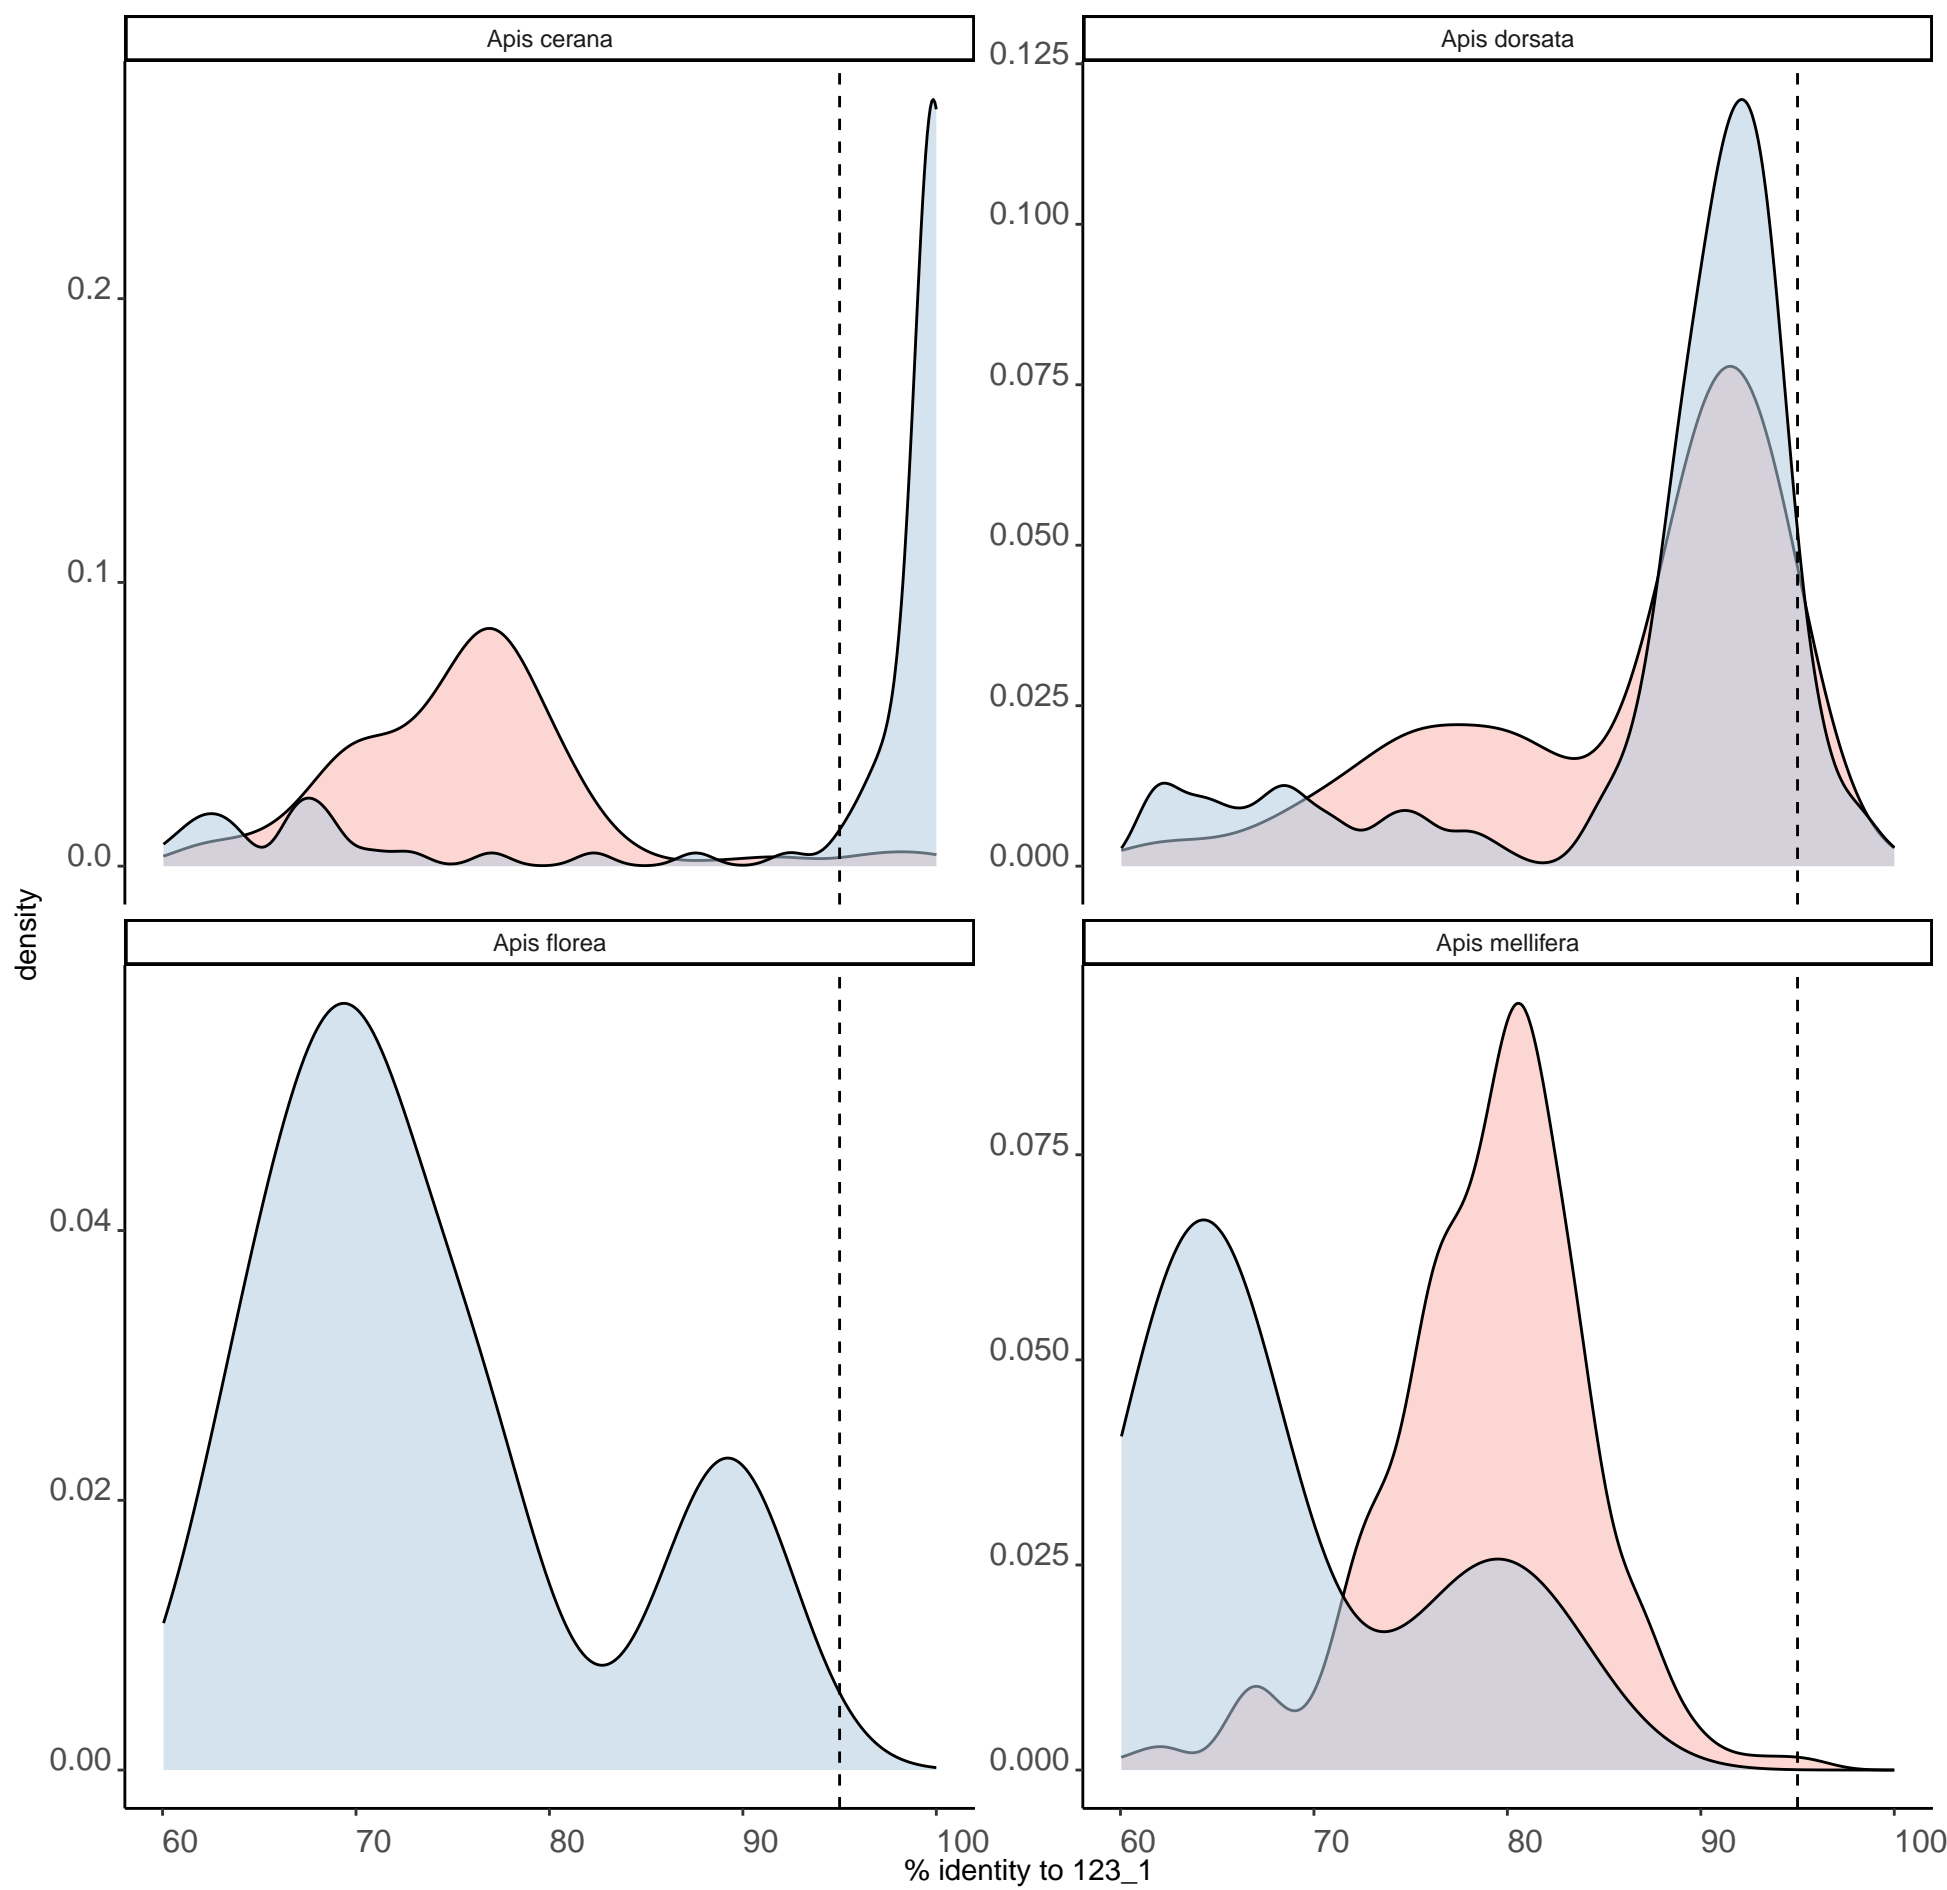 Apis cerana
Apis dorsata
0.0
0.1
0.2
0.000
0.025
0.050
0.075
0.100
0.125
density
Apis florea
Apis mellifera
0.00
0.02
0.04
0.000
0.025
0.050
0.075
60 70 80 90 100
60 70 80 90 100
% identity to 123_1